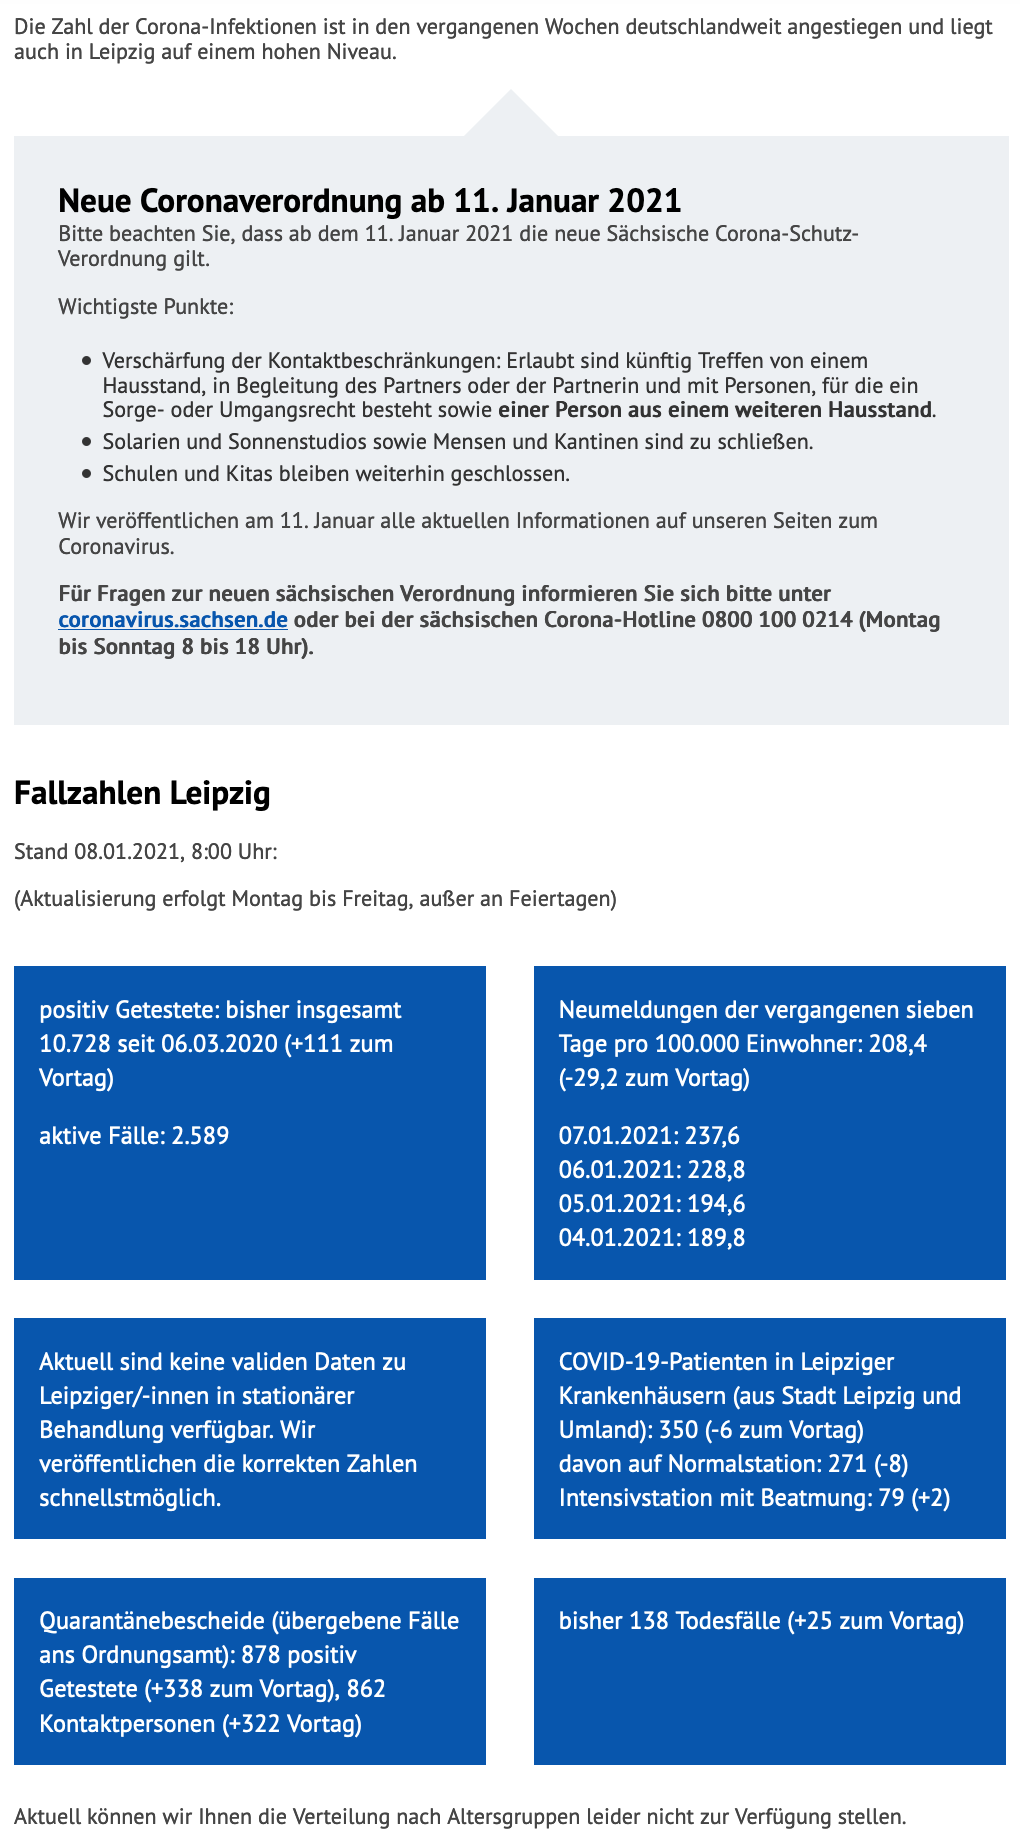 Die Zahl der Corona-Infektionen ist in den vergangenen Wochen deutschlandweit angestiegen und liegt
auch in Leipzig auf einem hohen Niveau.
Neue Coronaverordnung ab 11. Januar 2021
Bitte beachten Sie, dass ab dem 11. Januar 2021 die neue Sächsische Corona-Schutz-
Verordnung gilt.
Wichtigste Punkte:
• Verschärfung der Kontaktbeschränkungen: Erlaubt sind künftig Treffen von einem
Hausstand, in Begleitung des Partners oder der Partnerin und mit Personen, für die ein
Sorge- oder Umgangsrecht besteht sowie einer Person aus einem weiteren Hausstand.
• Solarien und Sonnenstudios sowie Mensen und Kantinen sind zu schließen.
• Schulen und Kitas bleiben weiterhin geschlossen.
Wir veröffentlichen am 11. Januar alle aktuellen Informationen auf unseren Seiten zum
Coronavirus.
Für Fragen zur neuen sächsischen Verordnung informieren Sie sich bitte unter
coronavirus.sachsen.de oder bei der sächsischen Corona-Hotline 0800 100 0214 (Montag
bis Sonntag 8 bis 18 Uhr).
Fallzahlen Leipzig
Stand 08.01.2021, 8:00 Uhr:
(Aktualisierung erfolgt Montag bis Freitag, außer an Feiertagen)
positiv Getestete: bisher insgesamt
10.728 seit 06.03.2020 (+111 zum
Vortag)
aktive Fälle: 2.589
Neumeldungen der vergangenen sieben
Tage pro 100.000 Einwohner: 208,4
(-29,2 zum Vortag)
07.01.2021: 237,6
06.01.2021: 228,8
05.01.2021: 194,6
04.01.2021: 189,8
Aktuell sind keine validen Daten zu
Leipziger/-innen in stationärer
Behandlung verfügbar. Wir
veröffentlichen die korrekten Zahlen
schnellstmöglich.
COVID-19-Patienten in Leipziger
Krankenhäusern (aus Stadt Leipzig und
Umland): 350 (-6 zum Vortag)
davon auf Normalstation: 271 (-8)
Intensivstation mit Beatmung: 79 (+2)
Quarantänebescheide (übergebene Fälle
ans Ordnungsamt): 878 positiv
Getestete (+338 zum Vortag), 862
Kontaktpersonen (+322 Vortag)
bisher 138 Todesfälle (+25 zum Vortag)
Aktuell können wir Ihnen die Verteilung nach Altersgruppen leider nicht zur Verfügung stellen.